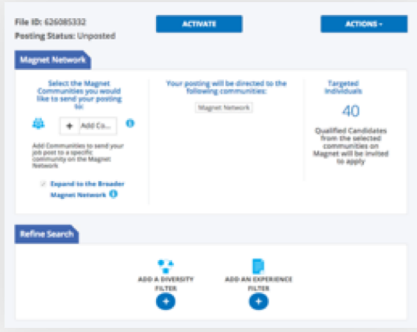 File ID: 626085332
ACTIVATE
ACTIONS
Posting Status: Unposted
Magnet Network
Select the Magnet
Communities you would
like to send your posting
to:
+ Add Co...
Add Communities to send your
job post to a specific
community on the Magnet
Network
Expand to the Broader
Magnet Network
Your posting will be directed to the
following communities:
Magnet Network
Targeted
Individuals
40
Qualified Candidates
from the selected
communities on
Magnet will be invited
to apply
Refine Search
ADD A DIVERSITY
FILTER
+
ADD AN EXPERIENCE
FILTER
+